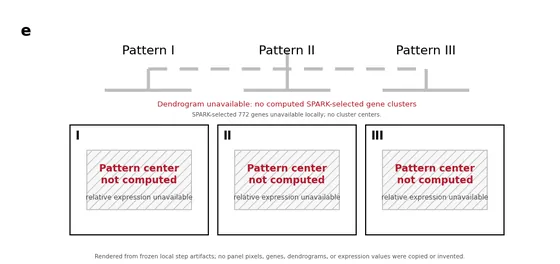 e
Pattern I Pattern II Pattern III
Dendrogram unavailable: no computed SPARK-selected gene clusters
SPARK-selected 772 genes unavailable locally; no cluster centers.
I II III
Pattern center Pattern center Pattern center
not computed not computed not computed
relative expression unavailable relative expression unavailable relative expression unavailable
Rendered from frozen local step artifacts; no panel pixels, genes, dendrograms, or expression values were copied or invented.